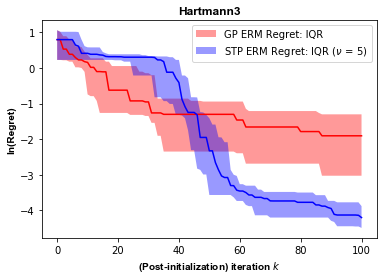 Hartmann3
GP ERM Regret: IQR
STP ERM Regret: IQR (ν = 5)
ln(Regret)
1
0
−1
−2
−3
−4
0 20 40 60 80 100
(Post-initialization) iteration k